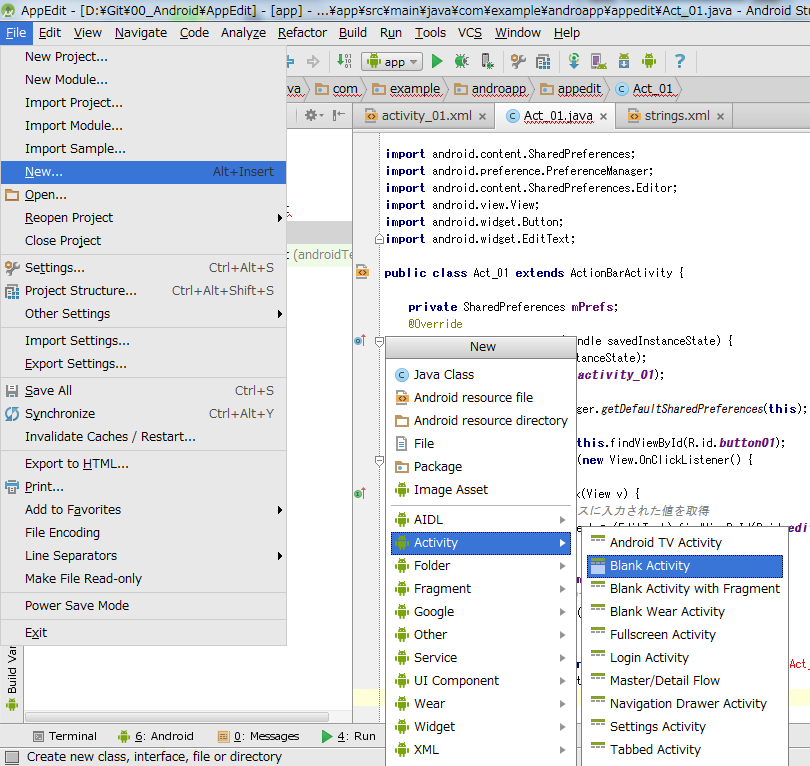 AppEdit - [D:¥Git¥00_Android¥AppEdit] - [app] - ...¥app¥src¥main¥java¥com¥example¥androapp¥appedit¥Act_01.java - Android Stu
File Edit View Navigate Code Analyze Refactor Build Run Tools VCS Window Help
app
va com example androapp appedit Act_01
activity_01.xml Act_01.java strings.xml
New Project...
New Module...
Import Project...
Import Module...
Import Sample...
New... Alt+Insert
Open...
Reopen Project
Close Project
Settings... Ctrl+Alt+S
Project Structure... Ctrl+Alt+Shift+S
Other Settings
Import Settings...
Export Settings...
Save All Ctrl+S
Synchronize Ctrl+Alt+Y
Invalidate Caches / Restart...
Export to HTML...
Print...
Add to Favorites
File Encoding
Line Separators
Make File Read-only
Power Save Mode
Exit
(androidTe
import android.content.SharedPreferences;
import android.preference.PreferenceManager;
import android.content.SharedPreferences.Editor;
import android.view.View;
import android.widget.Button;
import android.widget.EditText;
public class Act_01 extends ActionBarActivity {
private SharedPreferences mPrefs;
@Override
ndle savedInstanceState) {
tanceState);
activity_01);
ger.getDefaultSharedPreferences(this);
this.findViewById(R.id.button01);
(new View.OnClickListener() {
k(View v) {
スに入力された値を取得
edi
Act_
New
Java Class
Android resource file
Android resource directory
File
Package
Image Asset
AIDL
Activity
Folder
Fragment
Google
Other
Service
UI Component
Wear
Widget
XML
Android TV Activity
Blank Activity
Blank Activity with Fragment
Blank Wear Activity
Fullscreen Activity
Login Activity
Master/Detail Flow
Navigation Drawer Activity
Settings Activity
Tabbed Activity
Build Var
Terminal 6: Android 0: Messages 4: Run
Create new class, interface, file or directory